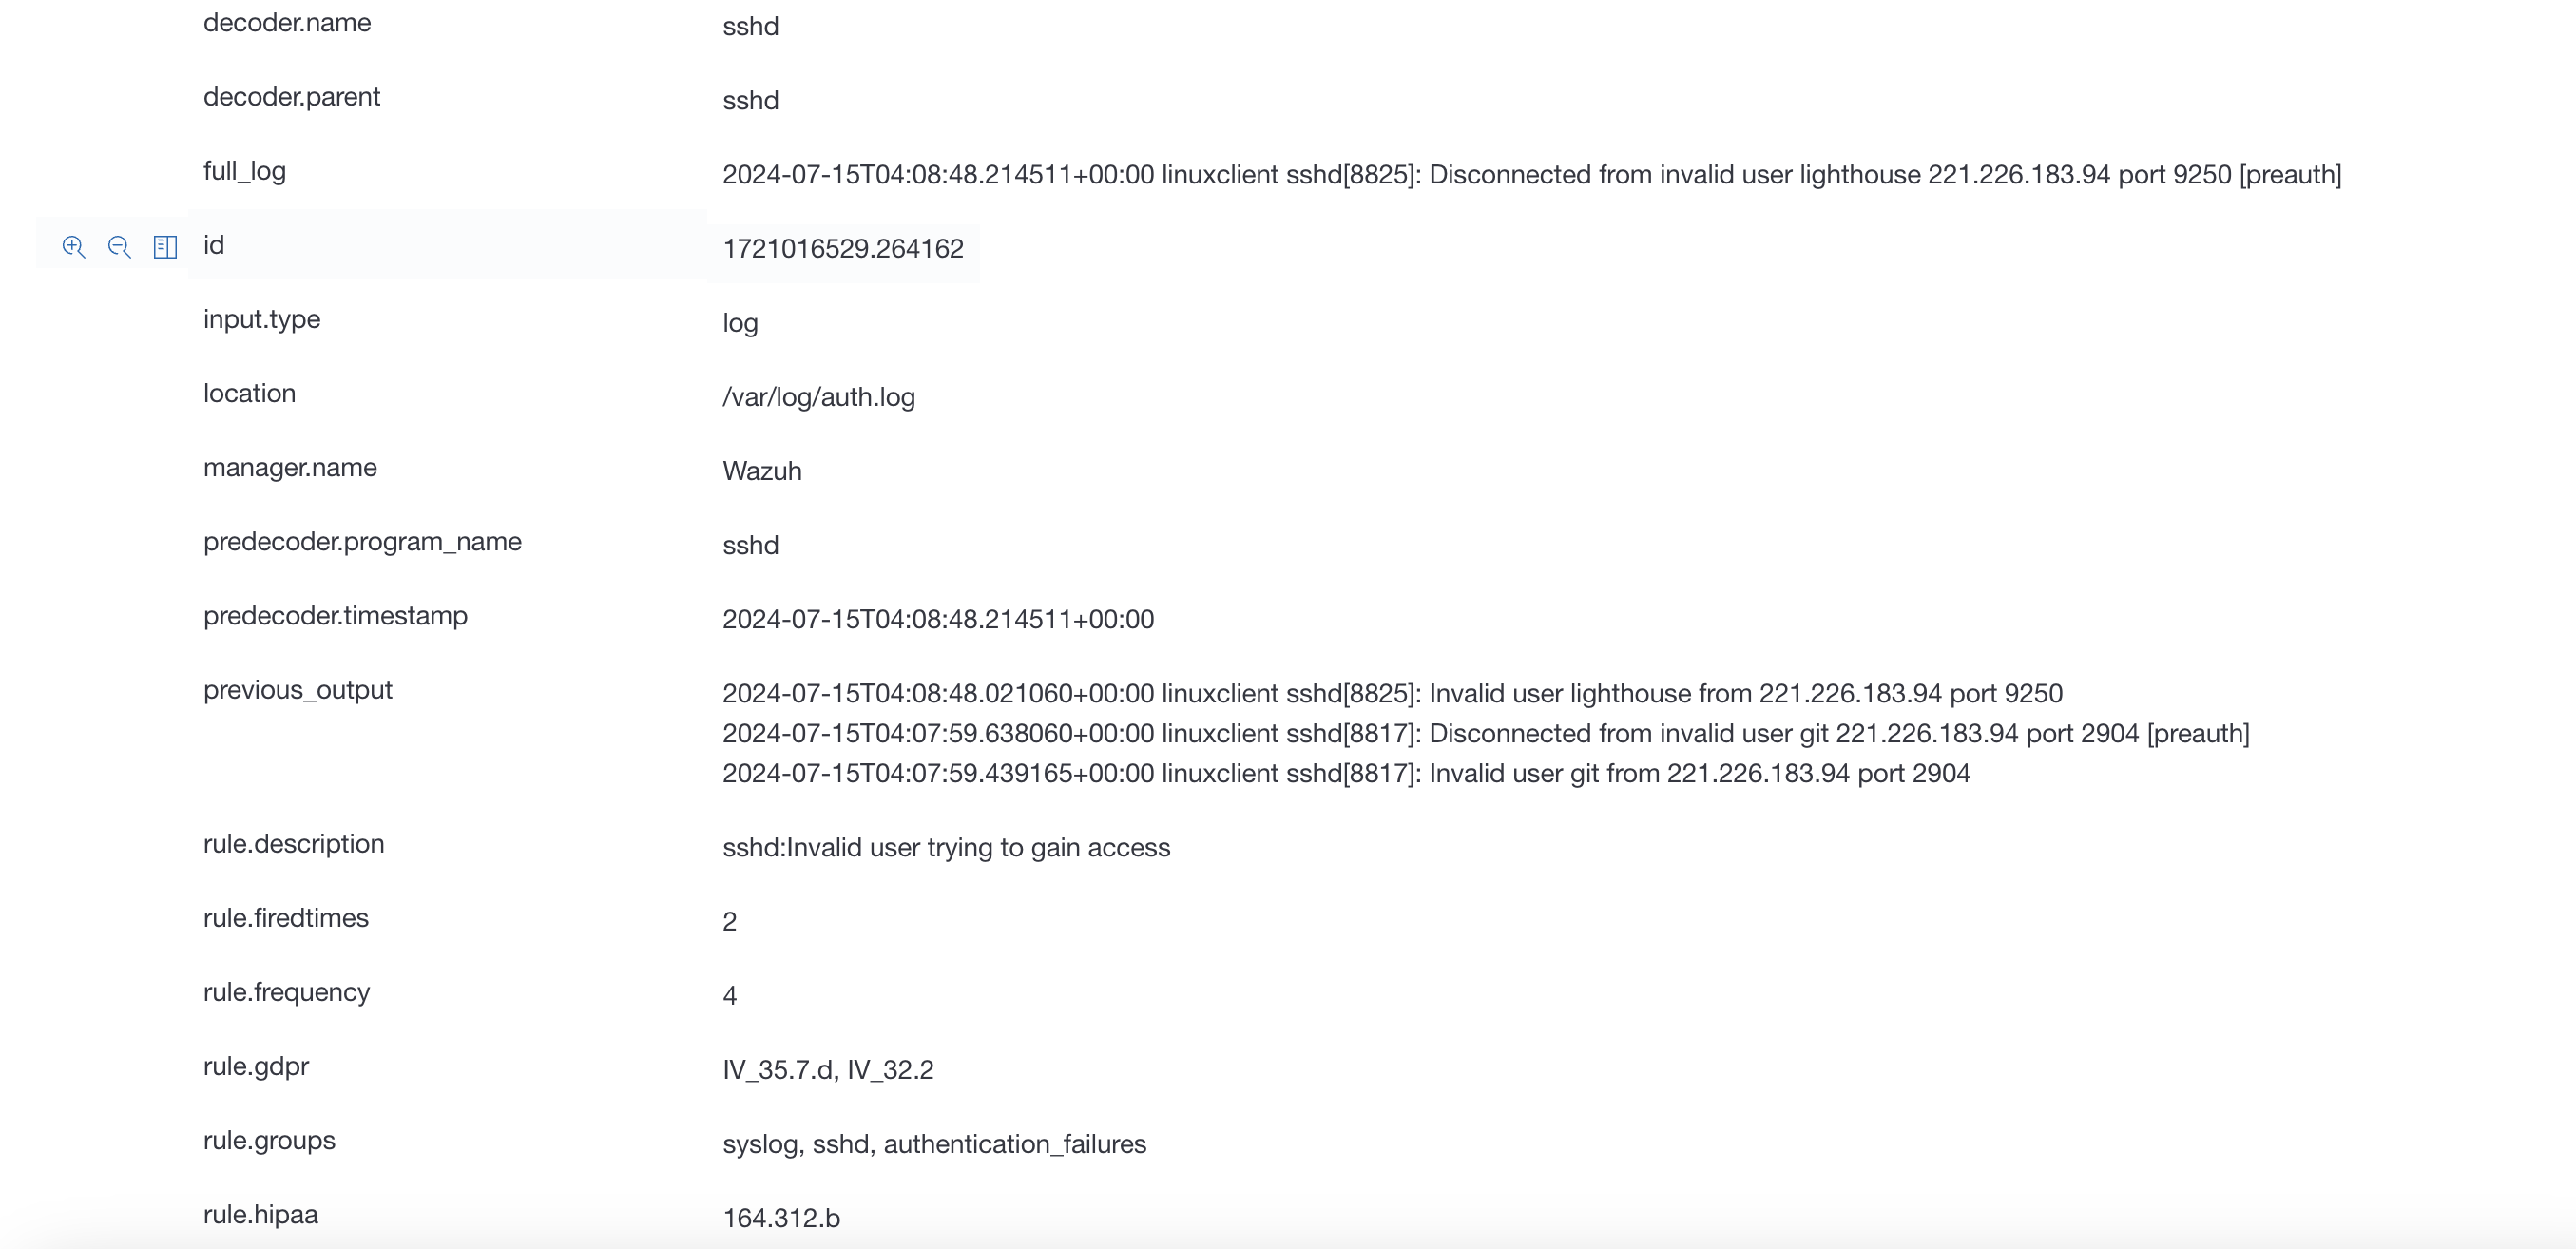 decoder.name sshd
decoder.parent sshd
full_log 2024-07-15T04:08:48.214511+00:00 linuxclient sshd[8825]: Disconnected from invalid user lighthouse 221.226.183.94 port 9250 [preauth]
id 1721016529.264162
input.type log
location /var/log/auth.log
manager.name Wazuh
predecoder.program_name sshd
predecoder.timestamp 2024-07-15T04:08:48.214511+00:00
previous_output 2024-07-15T04:08:48.021060+00:00 linuxclient sshd[8825]: Invalid user lighthouse from 221.226.183.94 port 9250
2024-07-15T04:07:59.638060+00:00 linuxclient sshd[8817]: Disconnected from invalid user git 221.226.183.94 port 2904 [preauth]
2024-07-15T04:07:59.439165+00:00 linuxclient sshd[8817]: Invalid user git from 221.226.183.94 port 2904
rule.description sshd:Invalid user trying to gain access
rule.firedtimes 2
rule.frequency 4
rule.gdpr IV_35.7.d, IV_32.2
rule.groups syslog, sshd, authentication_failures
rule.hipaa 164.312.b